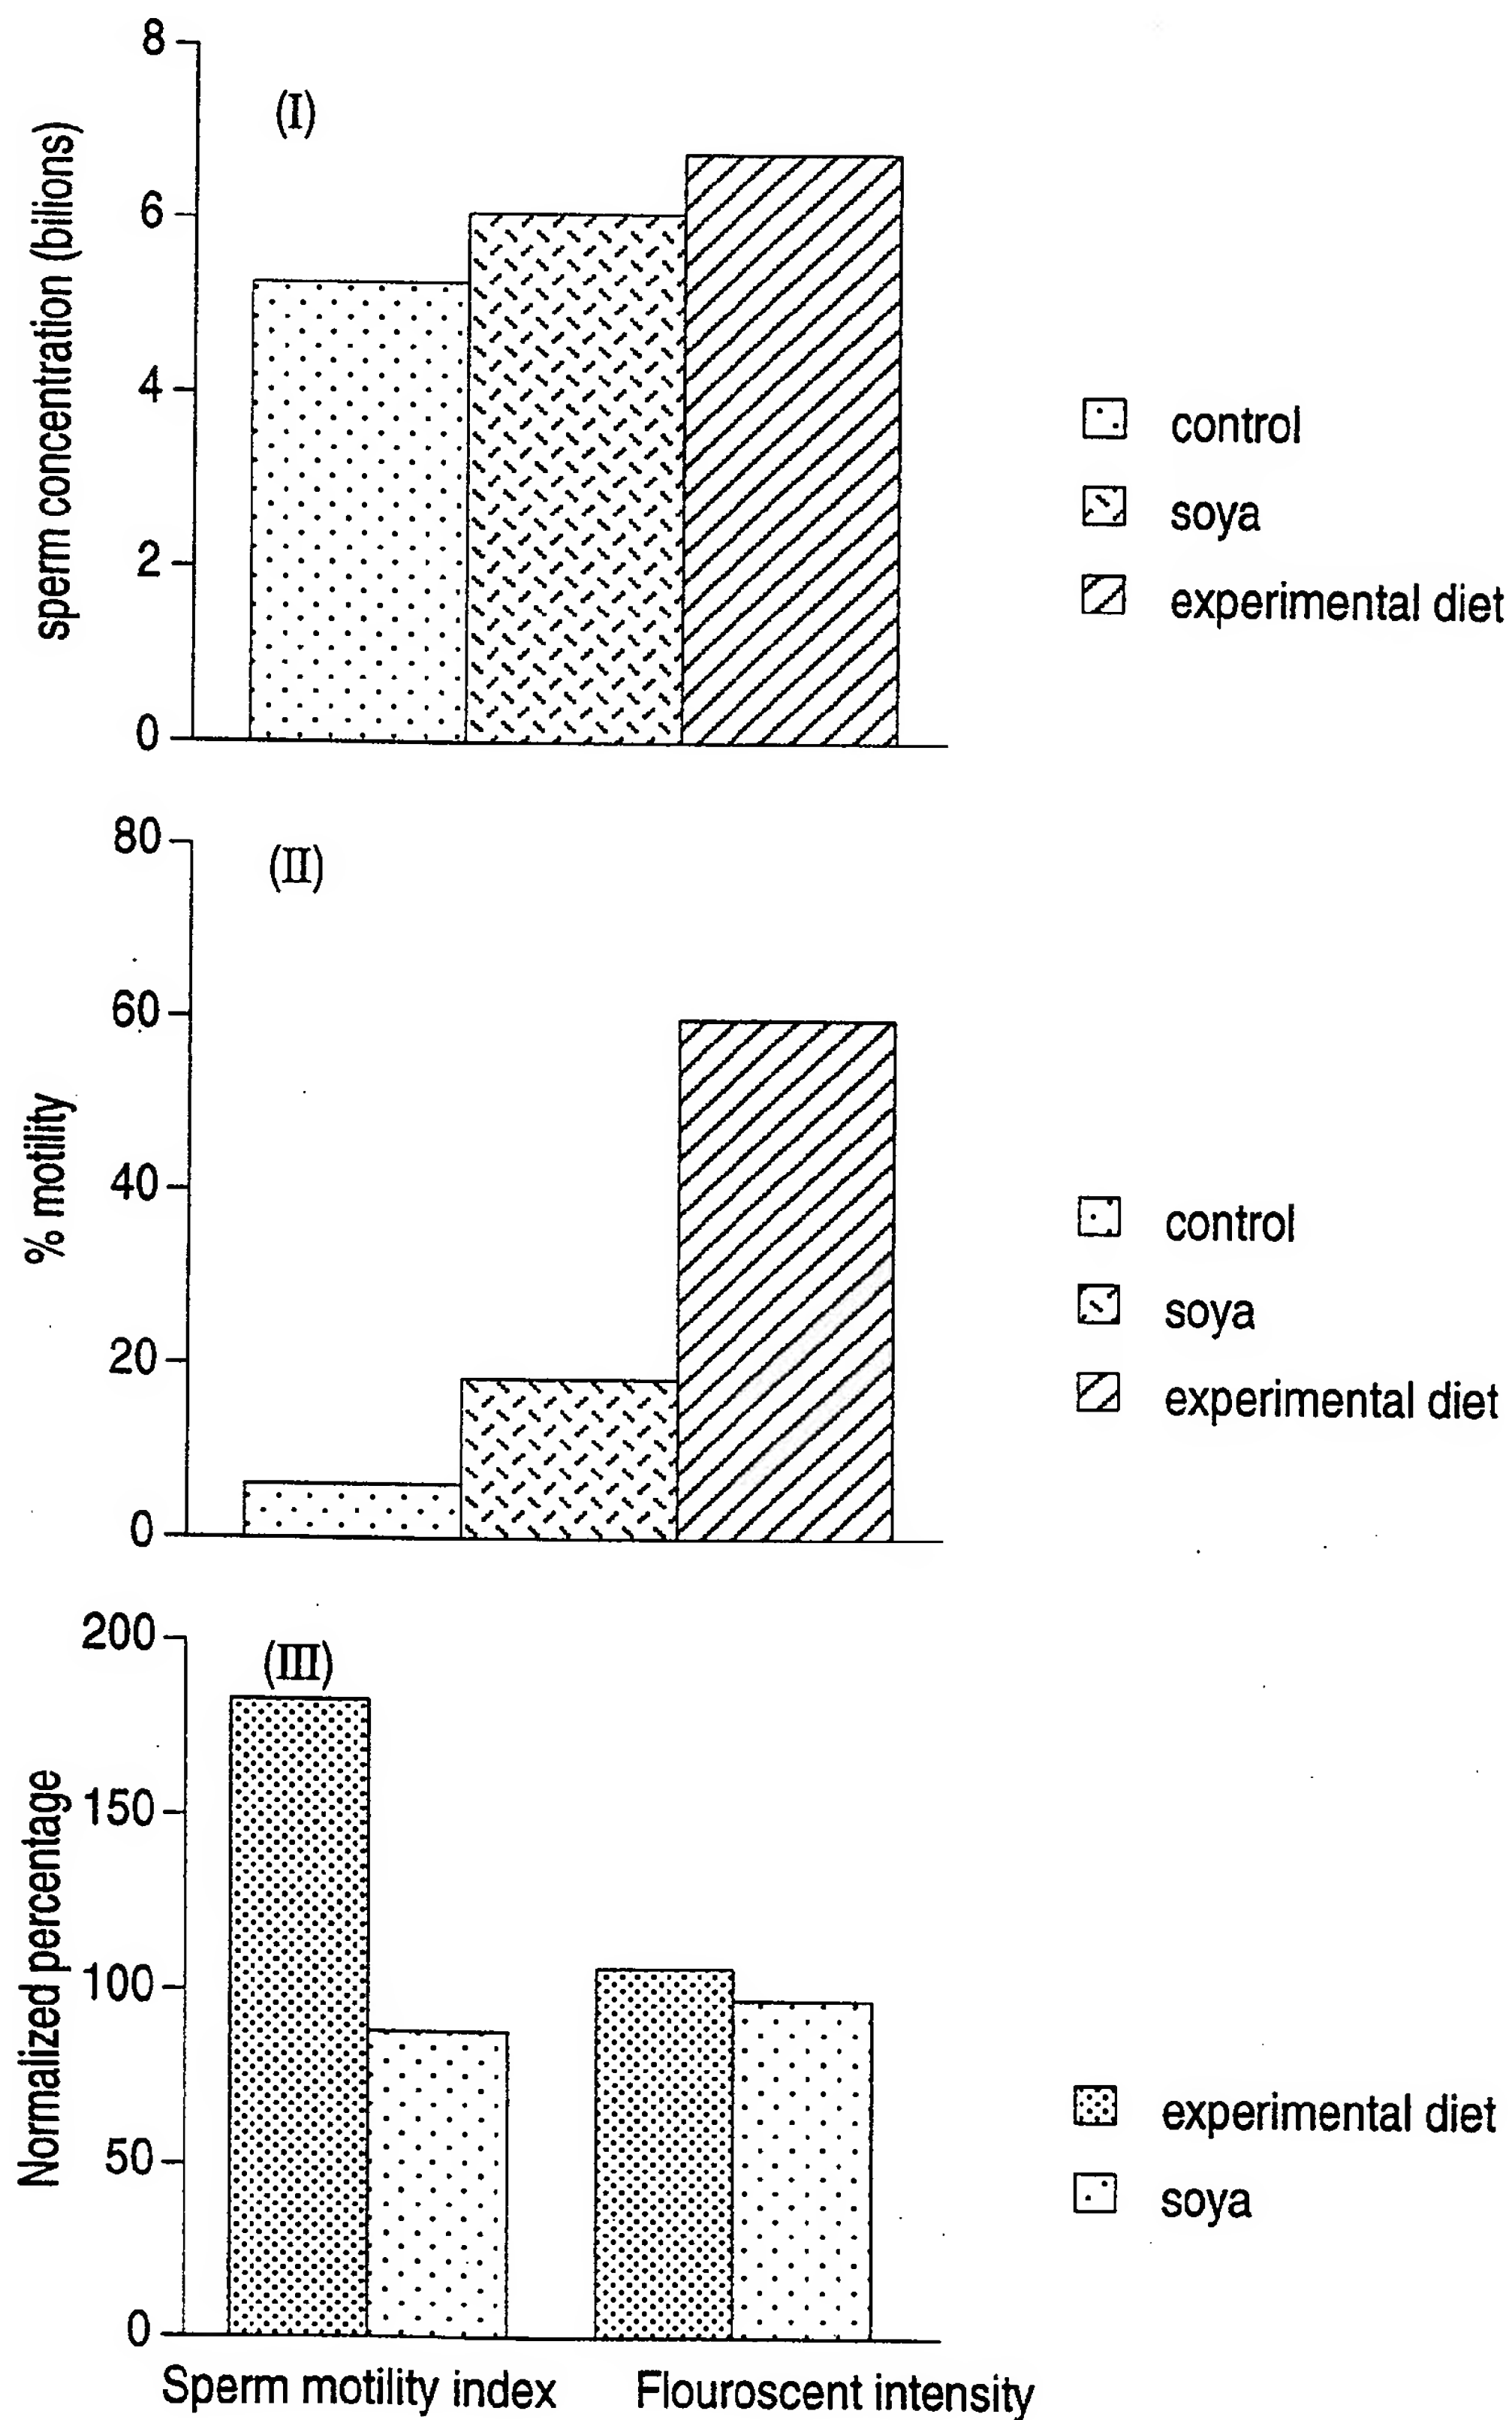 8
(I)
6
4
2
0
sperm concentration (bilions)
control
soya
experimental diet
80
(II)
60
40
20
0
% motility
control
soya
experimental diet
200
(III)
150
100
50
0
Normalized percentage
experimental diet
soya
Sperm motility index
Flouroscent intensity